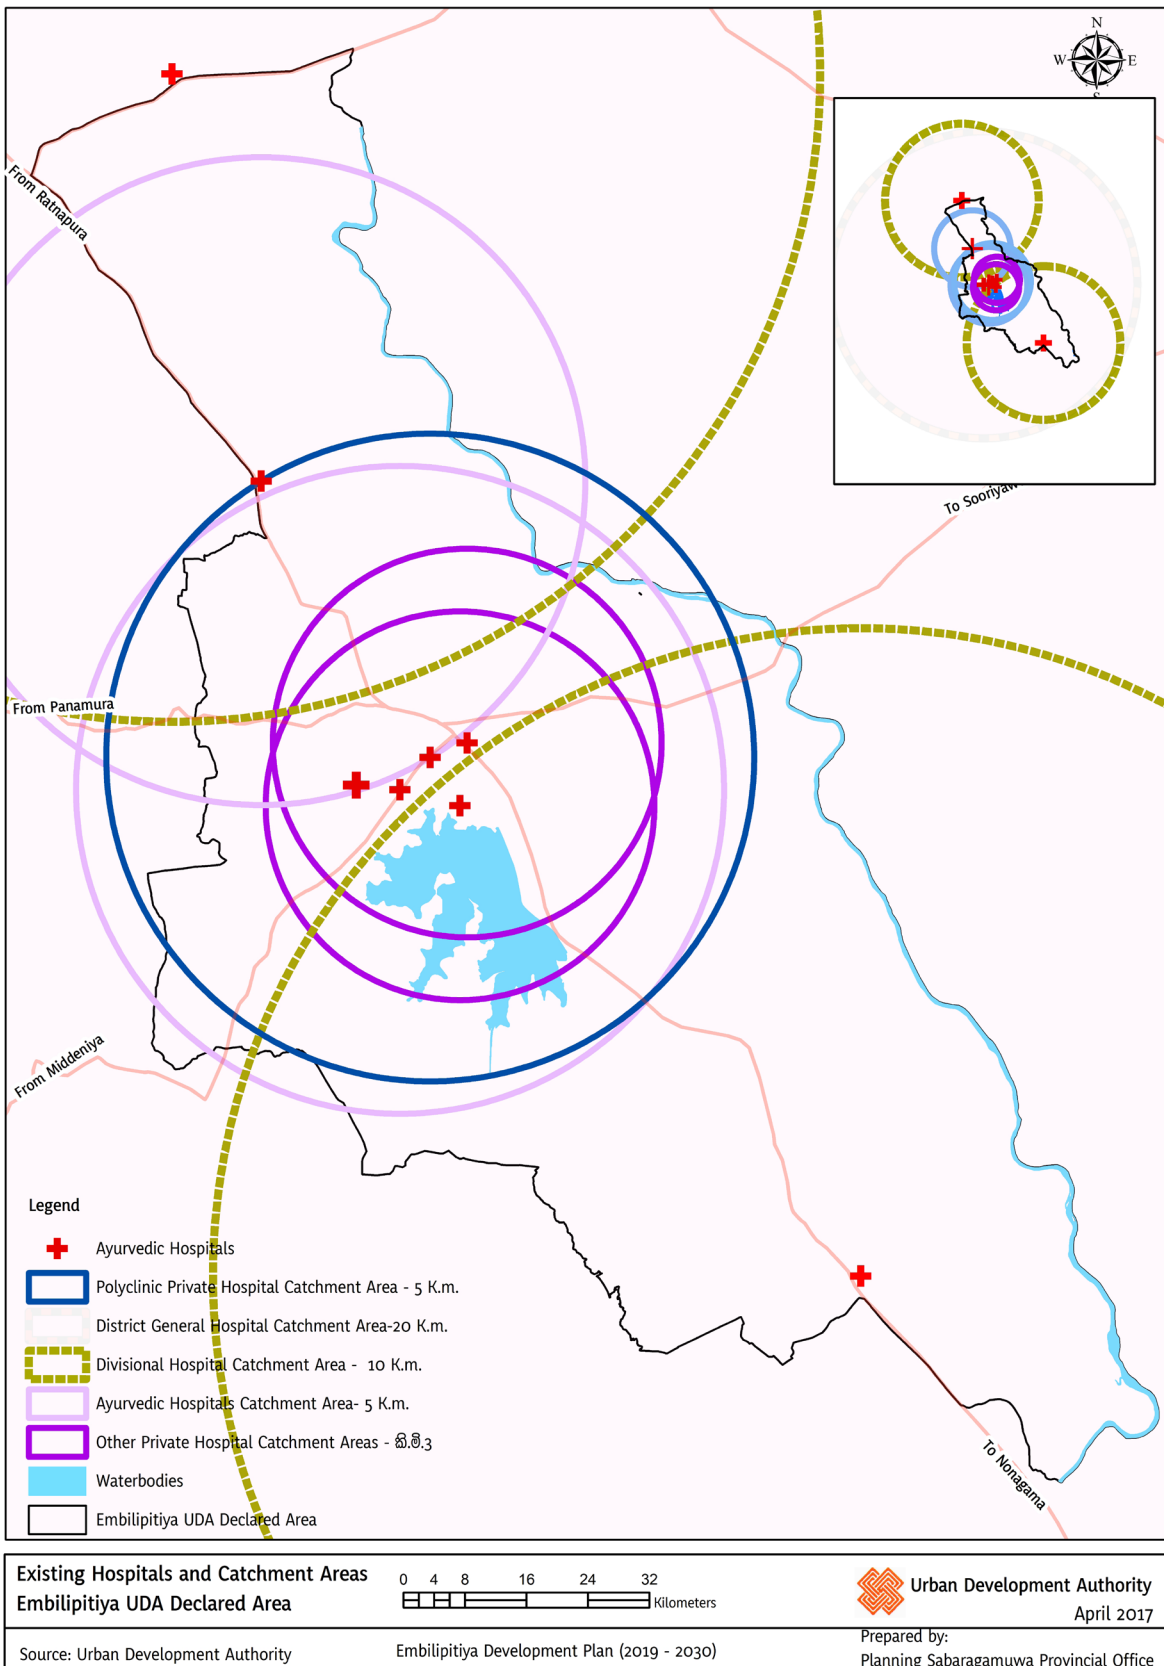 N
W
E
S
From Ratnapura
To Sooriyaw
From Panamura
From Middeniya
To Nonagama
Legend
Ayurvedic Hospitals
Polyclinic Private Hospital Catchment Area - 5 K.m.
District General Hospital Catchment Area-20 K.m.
Divisional Hospital Catchment Area - 10 K.m.
Ayurvedic Hospitals Catchment Area- 5 K.m.
Other Private Hospital Catchment Areas - කි.මි.3
Waterbodies
Embilipitiya UDA Declared Area
Existing Hospitals and Catchment Areas
Embilipitiya UDA Declared Area
0 4 8 16 24 32
Kilometers
Urban Development Authority
April 2017
Source: Urban Development Authority
Embilipitiya Development Plan (2019 - 2030)
Prepared by:
Planning Sabaragamuwa Provincial Office